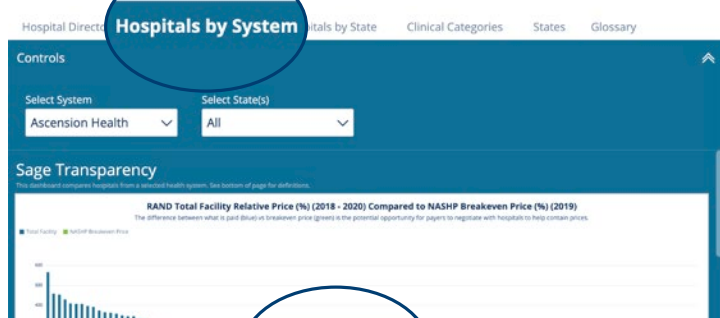 Hospital Directo Hospitals by System itals by State Clinical Categories States Glossary
Controls
Select System Select State(s)
Ascension Health All
Sage Transparency
This dashboard compares hospitals from a selected health system. See bottom of page for definitions.
RAND Total Facility Relative Price (%) (2018 - 2020) Compared to NASHP Breakeven Price (%) (2019)
The difference between what is paid (blue) vs breakeven price (green) is the potential opportunity for payers to negotiate with hospitals to help contain prices.
Total Facility NASHP Breakeven Price
400